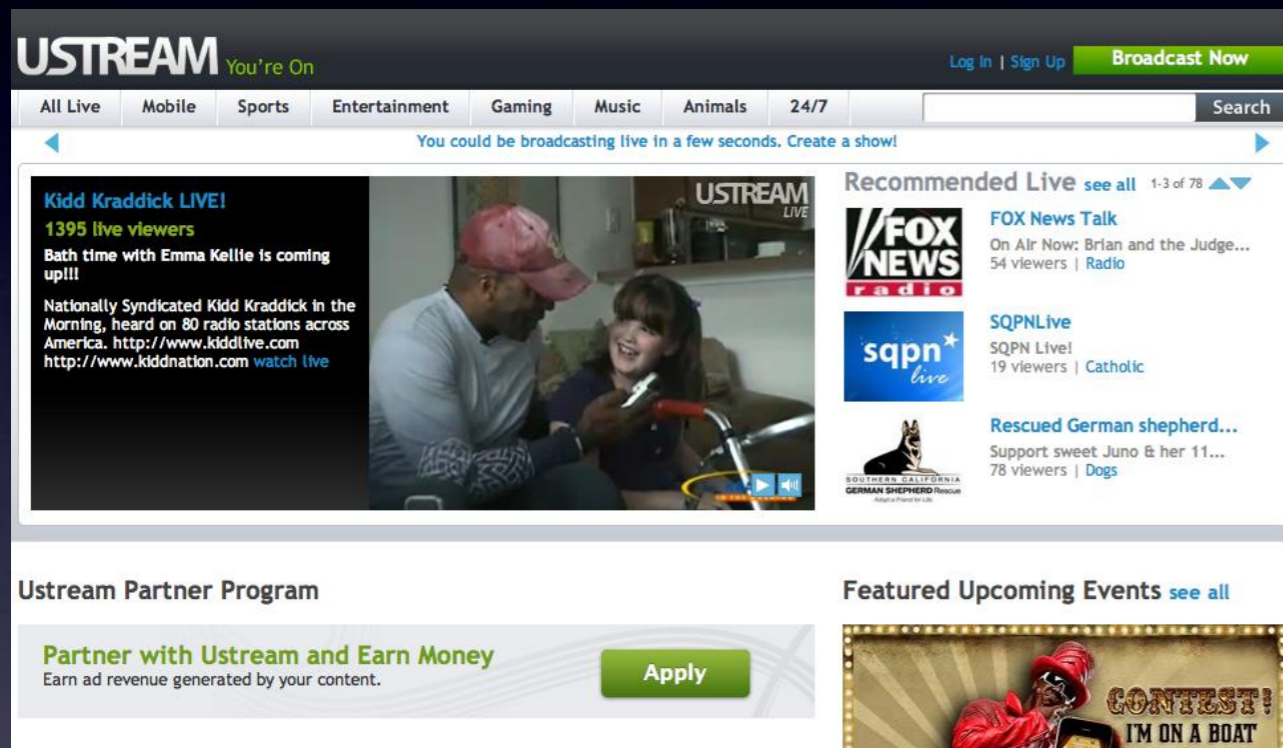 USTREAM You're On
Log In | Sign Up Broadcast Now
All Live Mobile Sports Entertainment Gaming Music Animals 24/7 Search
You could be broadcasting live in a few seconds. Create a show!
Kidd Kraddick LIVE!
1395 live viewers
Bath time with Emma Kellie is coming
up!!!
Nationally Syndicated Kidd Kraddick in the
Morning, heard on 80 radio stations across
America. http://www.kiddlive.com
http://www.kiddnation.com watch live
USTREAM
LIVE
Recommended Live see all 1-3 of 78
FOX
NEWS
radio
FOX News Talk
On Air Now: Brian and the Judge...
54 viewers | Radio
sqpn*
live
SQPNLive
SQPN Live!
19 viewers | Catholic
SOUTHERN CALIFORNIA
GERMAN SHEPHERD Rescue
Adopt a Friend for Life
Rescued German shepherd...
Support sweet Juno & her 11...
78 viewers | Dogs
Ustream Partner Program
Partner with Ustream and Earn Money
Earn ad revenue generated by your content.
Apply
Featured Upcoming Events see all
CONTEST!
I'M ON A BOAT